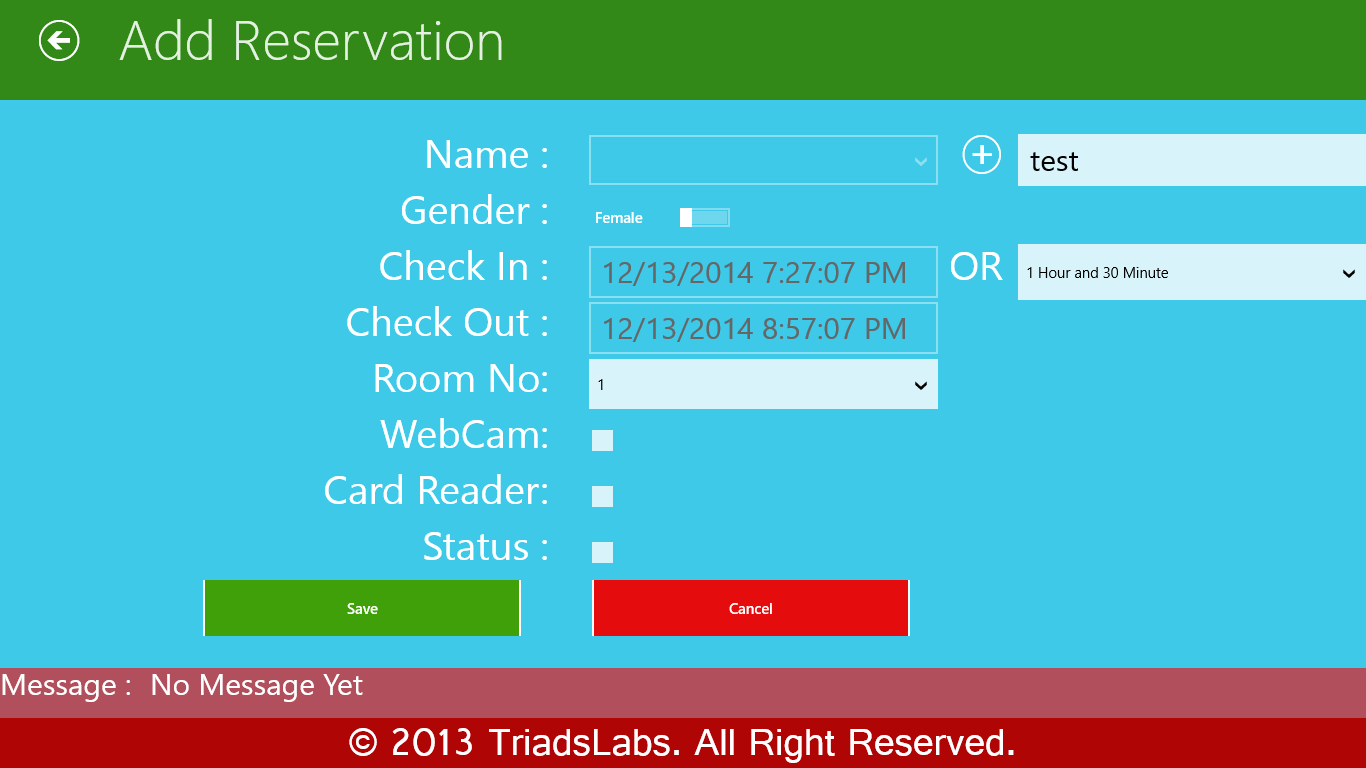 Add Reservation
Name : test
Gender : Female
Check In : 12/13/2014 7:27:07 PM OR 1 Hour and 30 Minute
Check Out : 12/13/2014 8:57:07 PM
Room No: 1
WebCam:
Card Reader:
Status :
Save Cancel
Message : No Message Yet
© 2013 TriadsLabs. All Right Reserved.